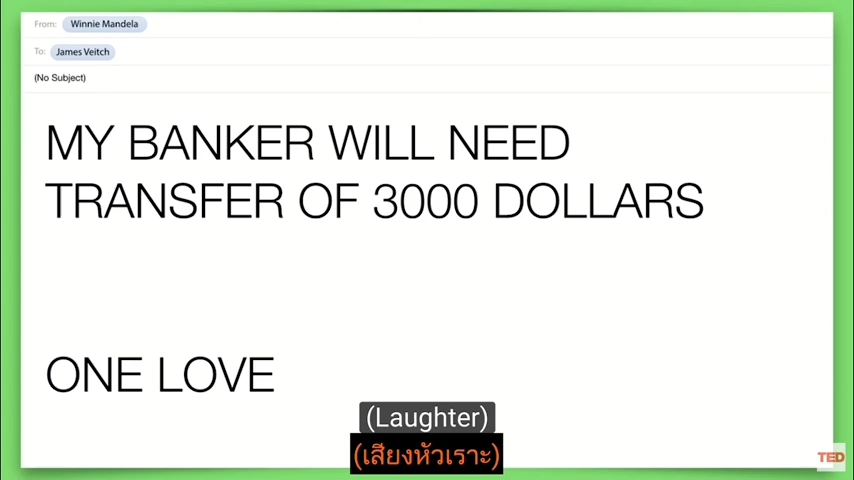 From: Winnie Mandela
To: James Veitch
(No Subject)
MY BANKER WILL NEED
TRANSFER OF 3000 DOLLARS
ONE LOVE
(Laughter)
(เสียงหัวเราะ)
TED